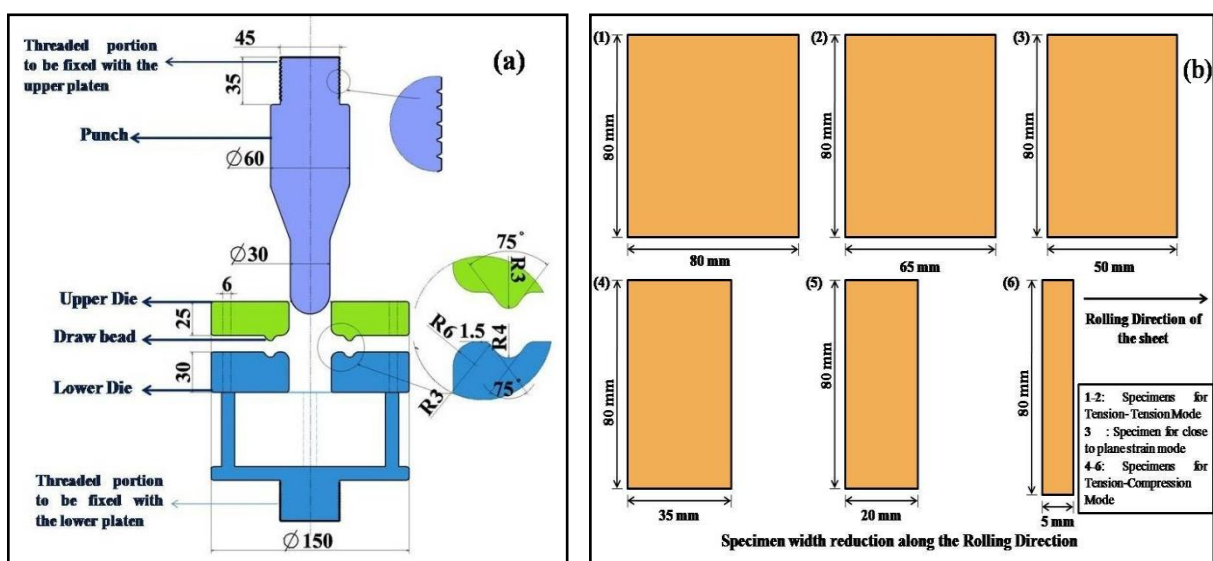 (a)
45
Threaded portion
to be fixed with the
upper platen
35
Punch
∅60
∅30
75°
R3
6
Upper Die
25
Draw bead
R6
1.5
R4
30
Lower Die
75°
R3
Threaded portion
to be fixed with
the lower platen
∅150
(b)
(1)
80 mm
80 mm
(2)
80 mm
65 mm
(3)
80 mm
50 mm
(4)
80 mm
35 mm
(5)
80 mm
20 mm
(6)
80 mm
5 mm
Rolling Direction of
the sheet
1-2: Specimens for
Tension- Tension Mode
3 : Specimen for close
to plane strain mode
4-6: Specimens for
Tension-Compression
Mode
Specimen width reduction along the Rolling Direction